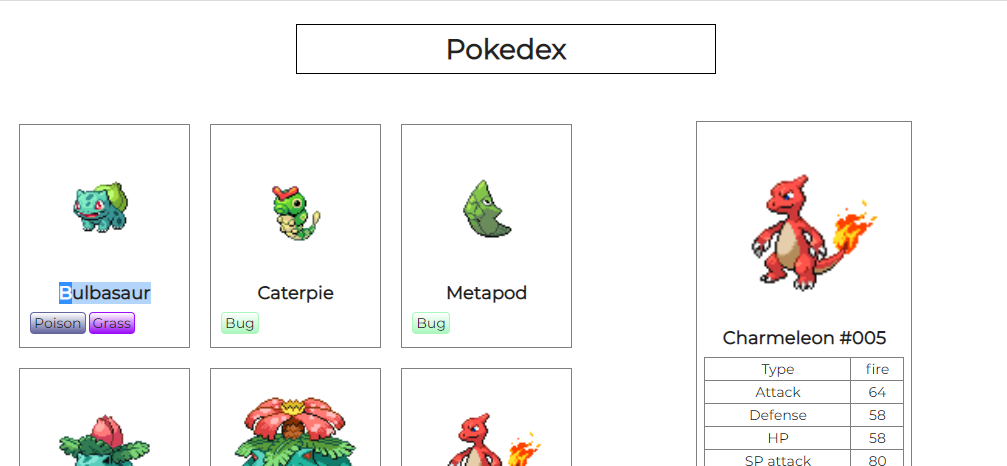 Pokedex
Bulbasaur
Poison Grass
Caterpie
Bug
Metapod
Bug
Charmeleon #005
Type fire
Attack 64
Defense 58
HP 58
SP attack 80